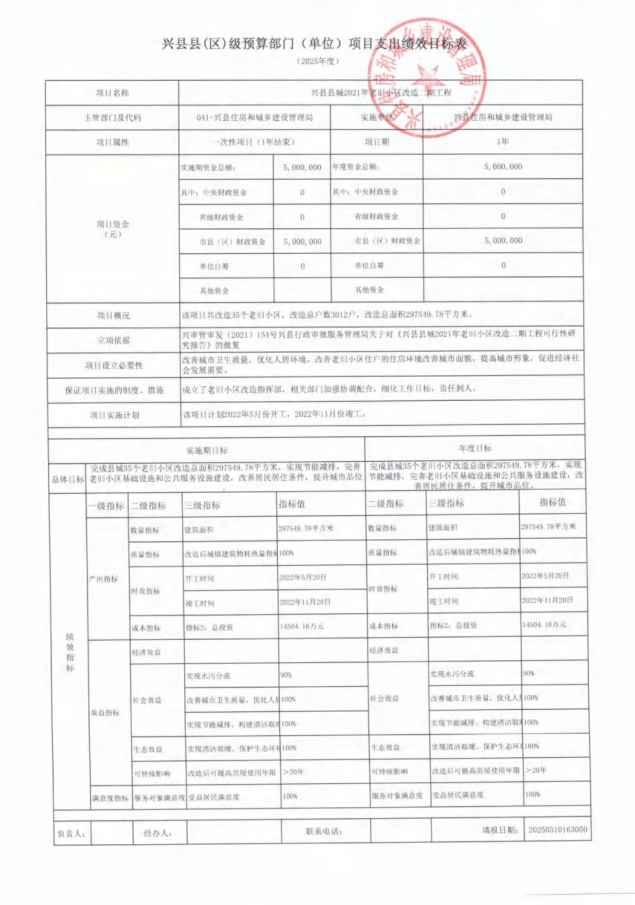 兴县县(区)级预算部门（单位）项目支出绩效目标表
（2025年度）
项目名称 兴县县城2021年老旧小区改造二期工程
主管部门及代码 041-兴县住房和城乡建设管理局 实施单位 兴县住房和城乡建设管理局
项目属性 一次性项目（1年结束） 项目期 1年
项目资金（元） 实施期资金总额： 5,000,000 年度资金总额： 5,000,000
其中：中央财政资金 0 其中：中央财政资金 0
省级财政资金 0 省级财政资金 0
市县（区）财政资金 5,000,000 市县（区）财政资金 5,000,000
单位自筹 0 单位自筹 0
其他资金 其他资金
项目概况 该项目共改造35个老旧小区，改造总户数3012户，改造总面积297549.78平方米。
立项依据 兴审管审发（2021）154号兴县行政审批服务管理局关于对《兴县县城2021年老旧小区改造二期工程可行性研究报告》的批复
项目设立必要性 改善城市卫生质量，优化人居环境，改善老旧小区住户的住房环境改善城市面貌，提高城市形象，促进经济社会发展需要。
保证项目实施的制度、措施 成立了老旧小区改造指挥部，相关部门加强协调配合，细化工作目标，责任到人。
项目实施计划 该项目计划2022年5月份开工，2022年11月份竣工。
实施期目标 年度目标
总体目标 完成县城35个老旧小区改造总面积297549.78平方米，实现节能减排，完善老旧小区基础设施和公共服务设施建设，改善居民居住条件，提升城市品位。 完成县城35个老旧小区改造总面积297549.78平方米，实现节能减排，完善老旧小区基础设施和公共服务设施建设，改善居民居住条件，提升城市品位。
绩效指标 一级指标 二级指标 三级指标 指标值 二级指标 三级指标 指标值
产出指标 数量指标 建筑面积 297549.78平方米 数量指标 建筑面积 297549.78平方米
质量指标 改造后城镇建筑物耗热量指标 100% 质量指标 改造后城镇建筑物耗热量指标 100%
时效指标 开工时间 2022年5月20日 时效指标 开工时间 2022年5月20日
竣工时间 2022年11月20日 竣工时间 2022年11月20日
成本指标 指标2：总投资 14504.16万元 成本指标 指标2：总投资 14504.16万元
效益指标 经济效益 经济效益
社会效益 实现水污分流 90% 社会效益 实现水污分流 90%
改善城市卫生质量，优化人 100% 改善城市卫生质量，优化人 100%
实现节能减排、构建清洁取 100% 实现节能减排、构建清洁取 100%
生态效益 实现清洁取暖，保护生态环 100% 生态效益 实现清洁取暖，保护生态环 100%
可持续影响 改造后可提高房屋使用年限 >20年 可持续影响 改造后可提高房屋使用年限 >20年
满意度指标 服务对象满意度 受益居民满意度 100% 服务对象满意度 受益居民满意度 100%
负责人： 经办人： 联系电话： 填报日期： 20250310163050
兴县住房和城乡建设管理局